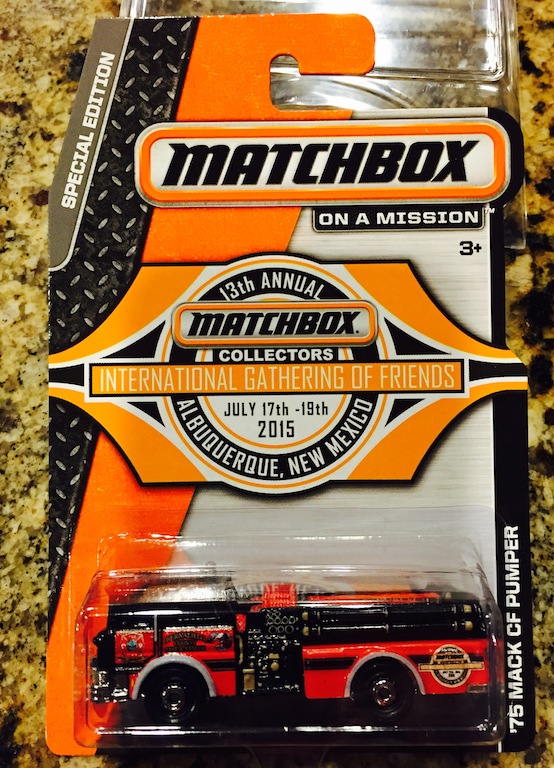 SPECIAL EDITION
MATCHBOX
ON A MISSION™
3+
13th ANNUAL
MATCHBOX
COLLECTORS
INTERNATIONAL GATHERING OF FRIENDS
JULY 17th -19th
2015
ALBUQUERQUE, NEW MEXICO
'75 MACK CF PUMPER